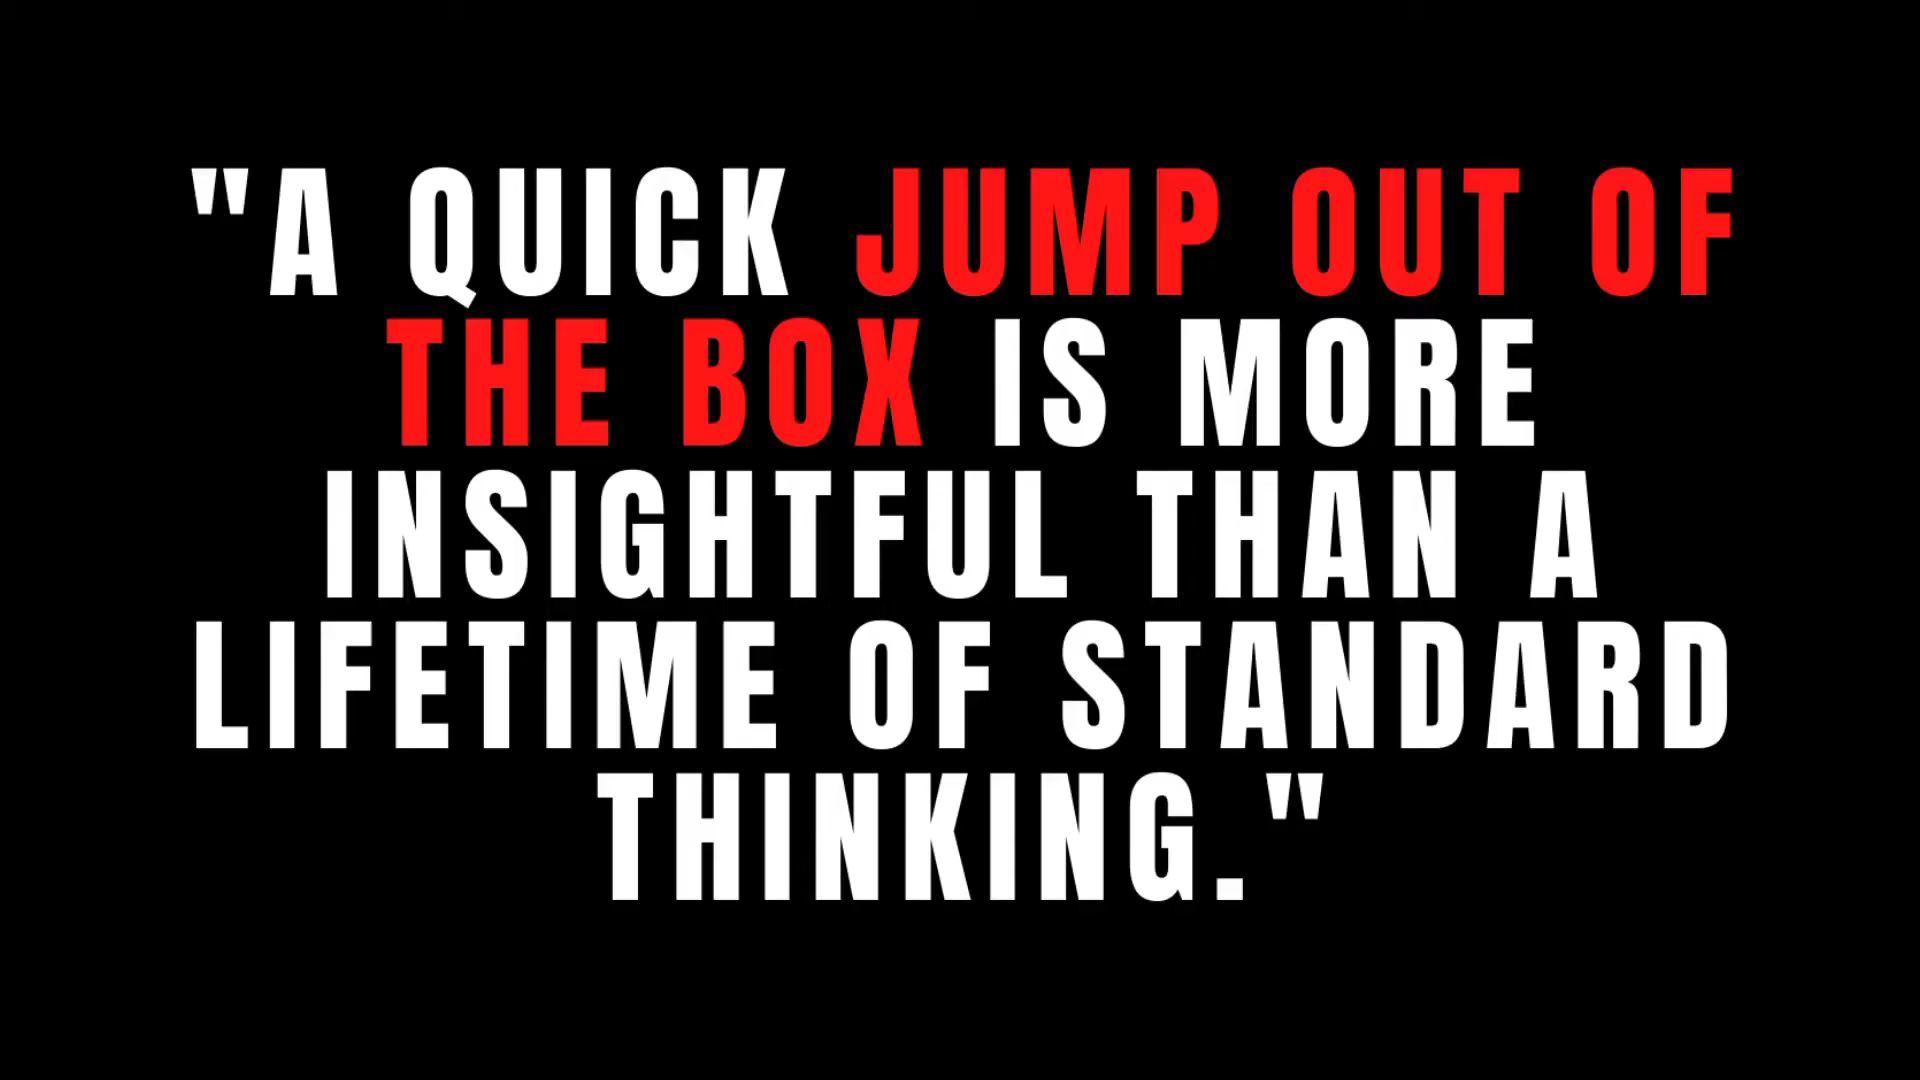 "A QUICK JUMP OUT OF
THE BOX IS MORE
INSIGHTFUL THAN A
LIFETIME OF STANDARD
THINKING."